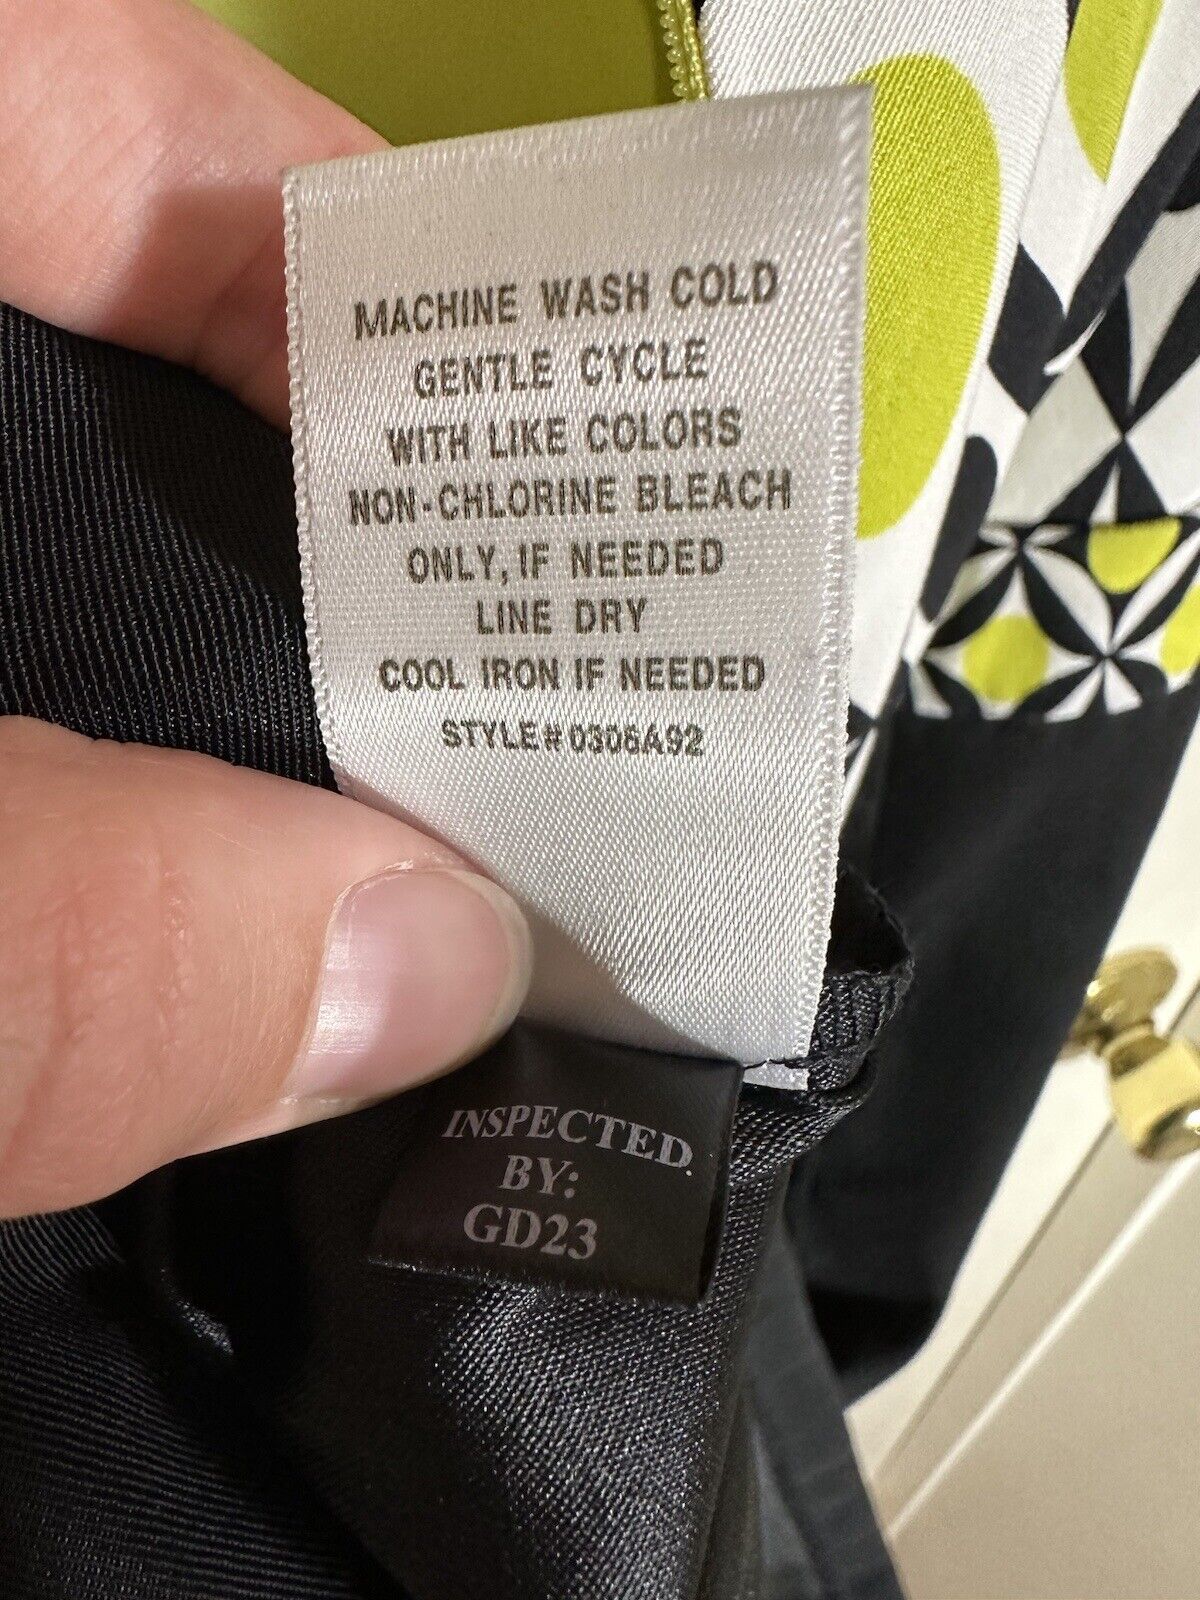 MACHINE WASH COLD
GENTLE CYCLE
WITH LIKE COLORS
NON-CHLORINE BLEACH
ONLY, IF NEEDED
LINE DRY
COOL IRON IF NEEDED
STYLE#0306A92
INSPECTED
BY:
GD23